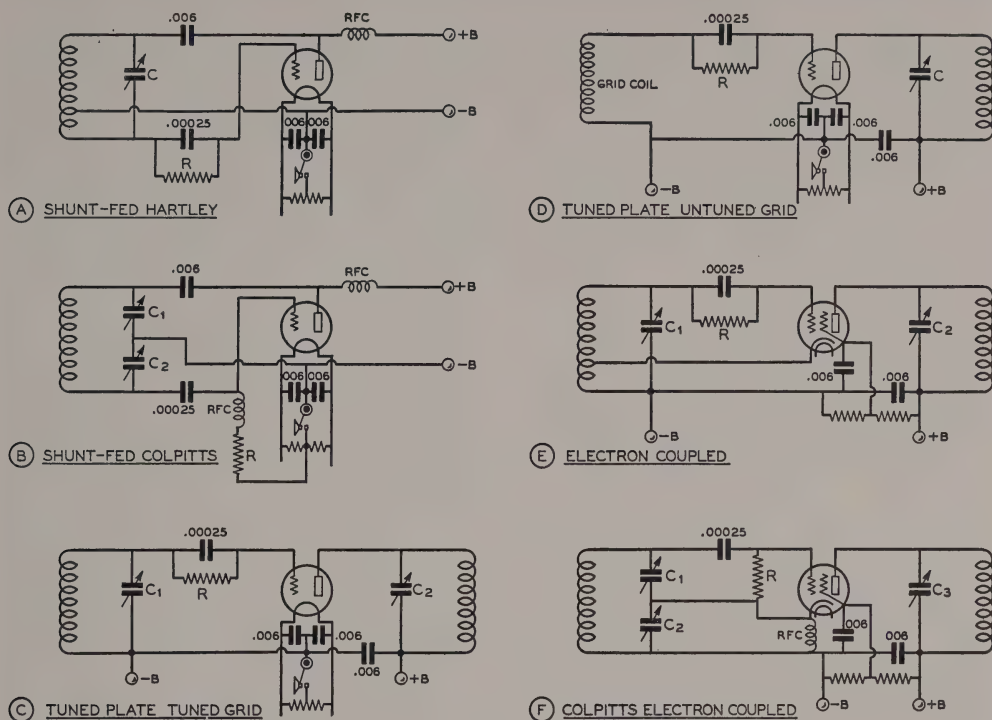 .006
RFC
+B
C
-B
.00025
R
.006 .006
A SHUNT-FED HARTLEY
.006
RFC
+B
C1
C2
-B
.00025
RFC
R
.006 .006
B SHUNT-FED COLPITTS
.00025
C1
R
C2
.006 .006
.006
-B
+B
C TUNED PLATE TUNED GRID
.00025
GRID COIL
R
C
.006 .006
.006
-B
+B
D TUNED PLATE UNTUNED GRID
.00025
C1
R
C2
.006
.006
-B
+B
E ELECTRON COUPLED
.00025
C1
R
C2
C3
RFC
006
006
-B
+B
F COLPITTS ELECTRON COUPLED